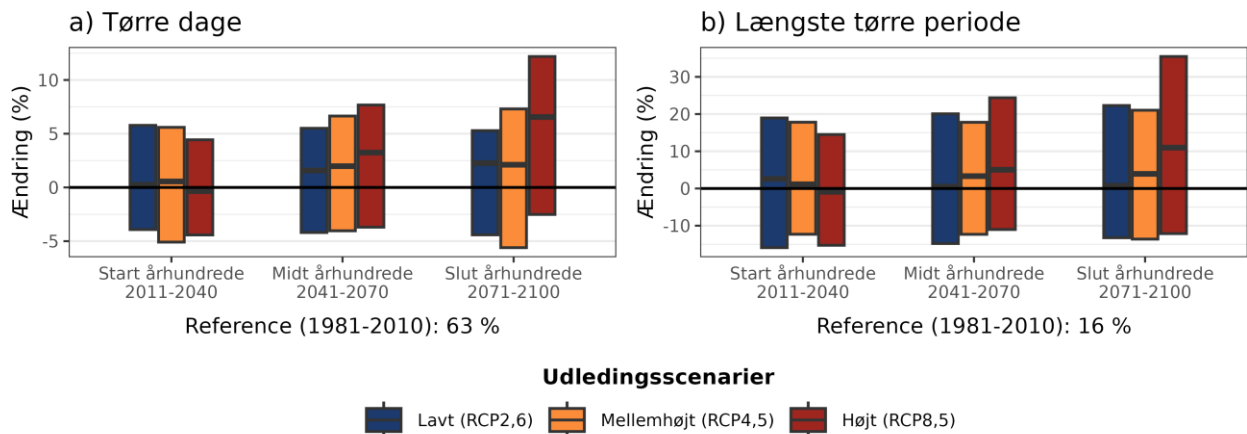 a) Tørre dage
Ændring (%)
10
5
0
-5
Start århundrede
2011-2040
Midt århundrede
2041-2070
Slut århundrede
2071-2100
Reference (1981-2010): 63 %
b) Længste tørre periode
Ændring (%)
30
20
10
0
-10
Start århundrede
2011-2040
Midt århundrede
2041-2070
Slut århundrede
2071-2100
Reference (1981-2010): 16 %
Udledingsscenarier
Lavt (RCP2,6)
Mellemhøjt (RCP4,5)
Højt (RCP8,5)